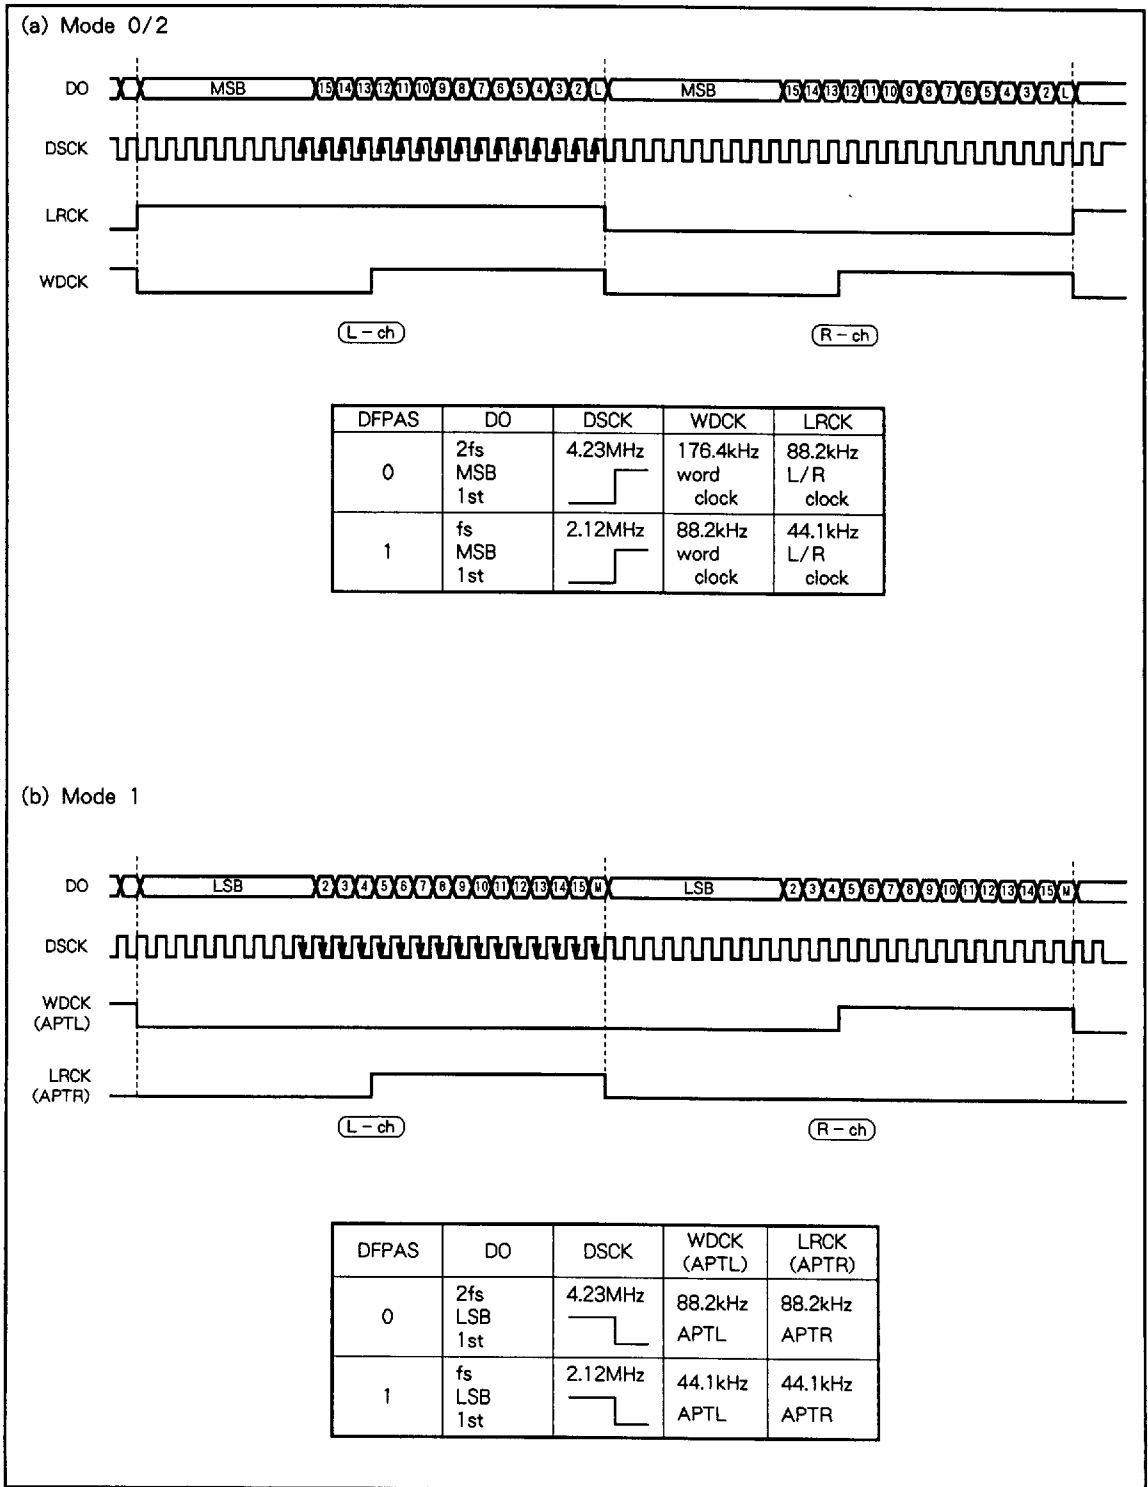 (a) Mode 0/2
DO MSB 15 14 13 12 11 10 9 8 7 6 5 4 3 2 L MSB 15 14 13 12 11 10 9 8 7 6 5 4 3 2 L
DSCK
LRCK
WDCK
L – ch R – ch
DFPAS DO DSCK WDCK LRCK
0 2fs MSB 1st 4.23MHz 176.4kHz word clock 88.2kHz L/R clock
1 fs MSB 1st 2.12MHz 88.2kHz word clock 44.1kHz L/R clock
(b) Mode 1
DO LSB 2 3 4 5 6 7 8 9 10 11 12 13 14 15 M LSB 2 3 4 5 6 7 8 9 10 11 12 13 14 15 M
DSCK
WDCK
(APTL)
LRCK
(APTR)
L – ch R – ch
DFPAS DO DSCK WDCK (APTL) LRCK (APTR)
0 2fs LSB 1st 4.23MHz 88.2kHz APTL 88.2kHz APTR
1 fs LSB 1st 2.12MHz 44.1kHz APTL 44.1kHz APTR